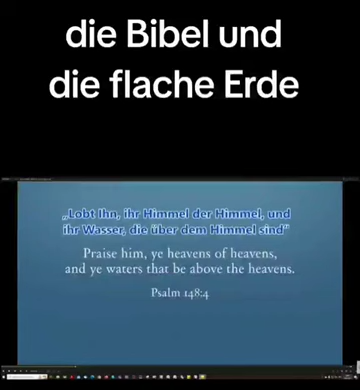 die Bibel und
die flache Erde
„Lobt Ihn, ihr Himmel der Himmel, und
ihr Wasser, die über dem Himmel sind"
Praise him, ye heavens of heavens,
and ye waters that be above the heavens.
Psalm 148:4